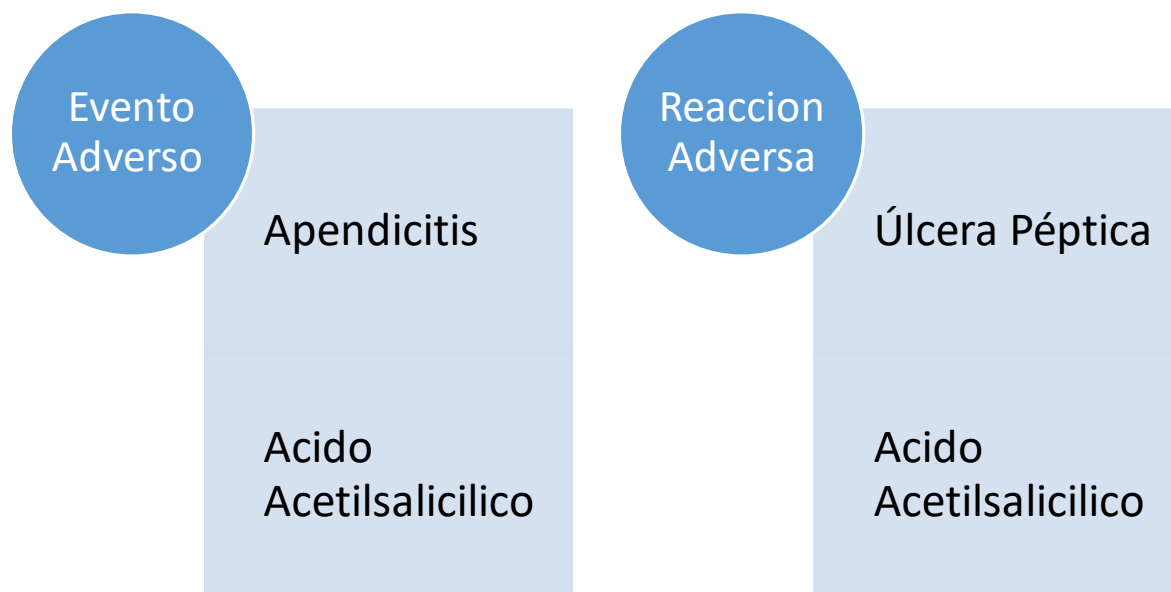 Evento
Adverso
Apendicitis
Acido
Acetilsalicilico
Reaccion
Adversa
Úlcera Péptica
Acido
Acetilsalicilico